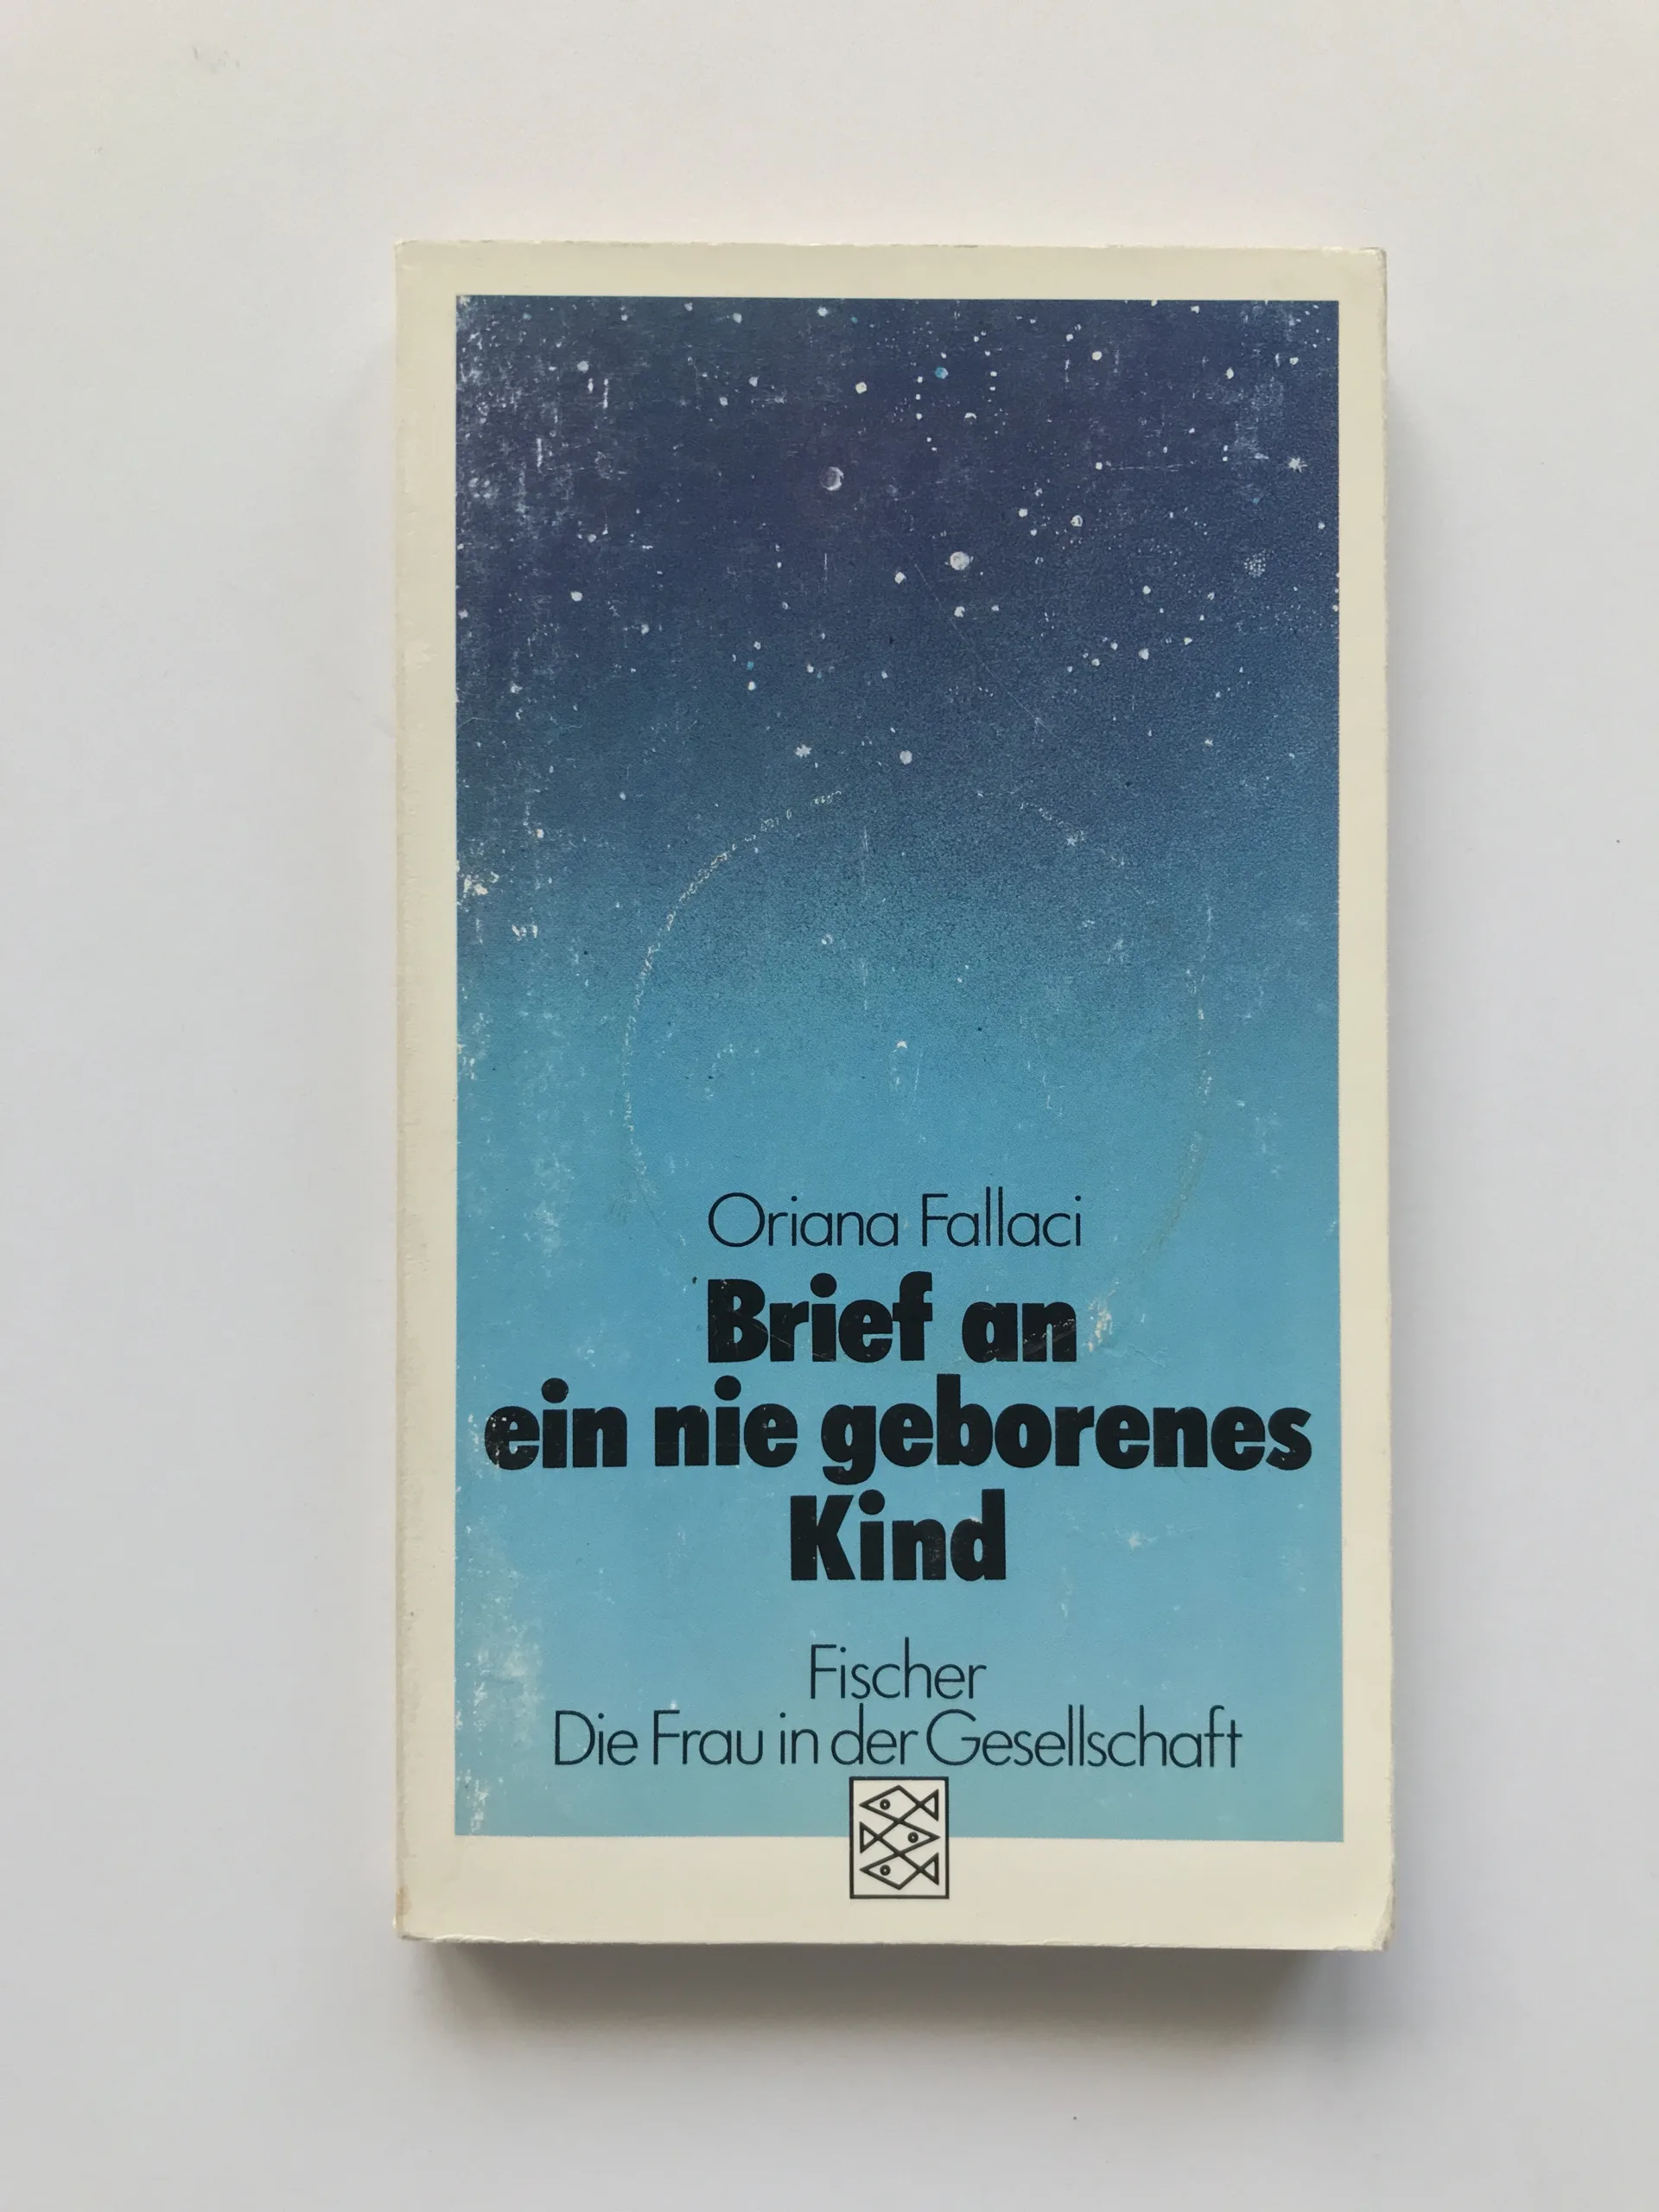 Oriana Fallaci
Brief an
ein nie geborenes
Kind
Fischer
Die Frau in der Gesellschaft